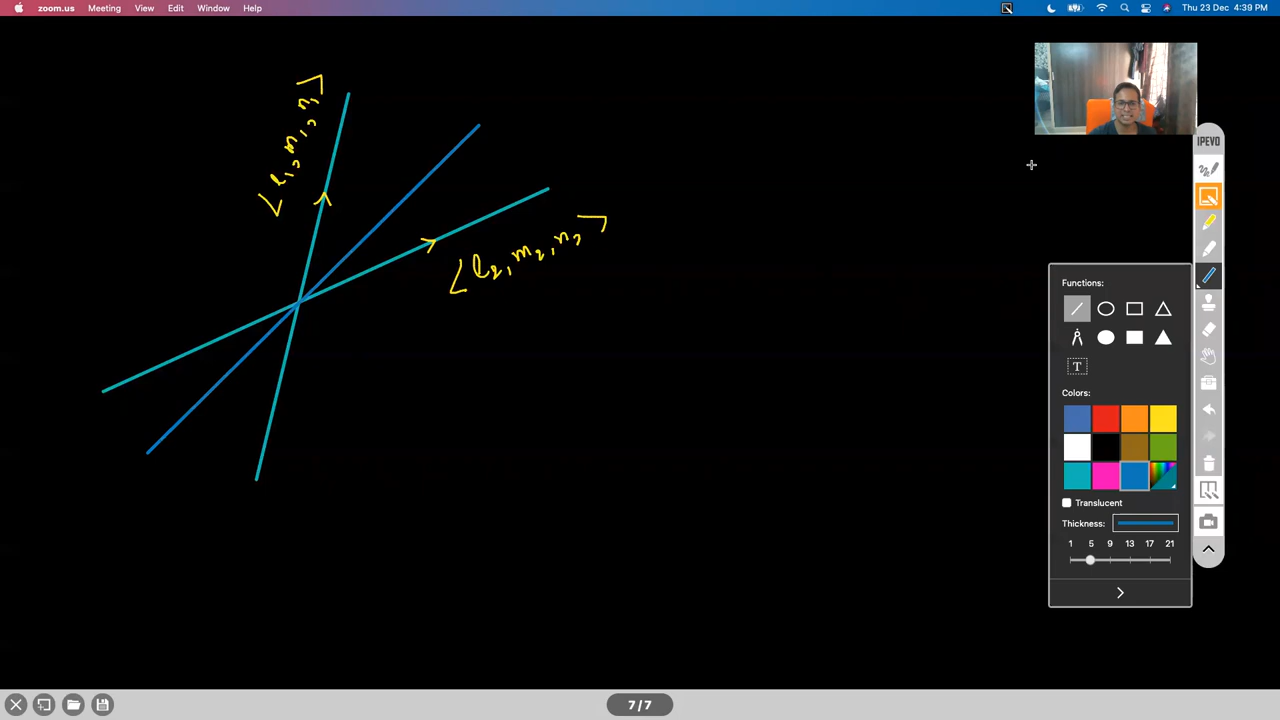 zoom.us Meeting View Edit Window Help Thu 23 Dec 4:39 PM
<l1, m1, n1>
<l2, m2, n2>
IPEVO
Functions:
T
Colors:
Translucent
Thickness:
1 5 9 13 17 21
7/7